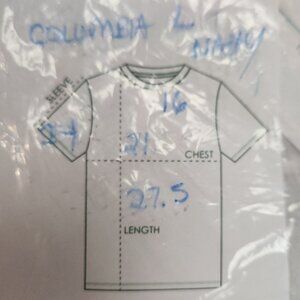 COLUMBIA L
NAVY
SLEEVE
16
24
21
CHEST
27.5
LENGTH